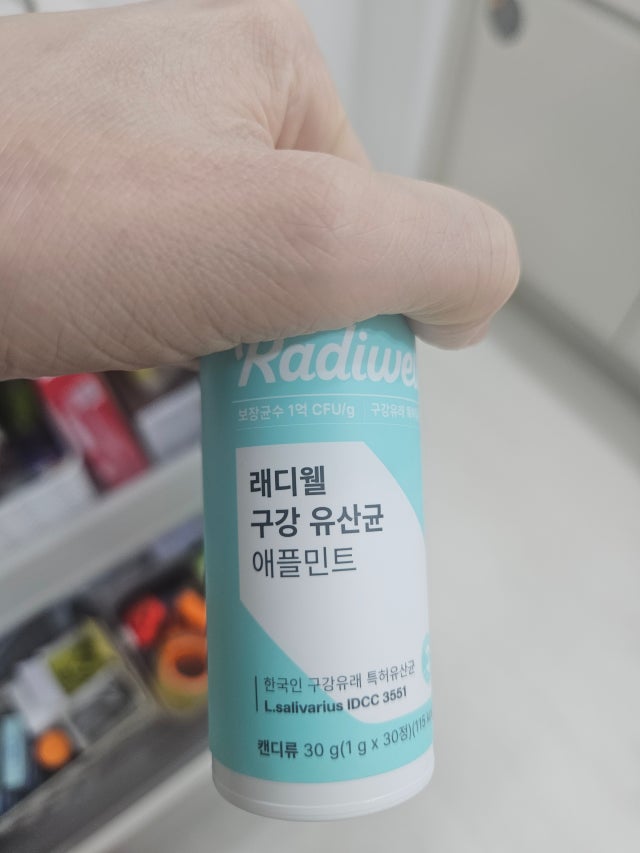 Radiwel
보장균수 1억 CFU/g 구강유래
래디웰
구강 유산균
애플민트
한국인 구강유래 특허유산균
L.salivarius IDCC 3551
캔디류 30 g(1 g x 30정)(115